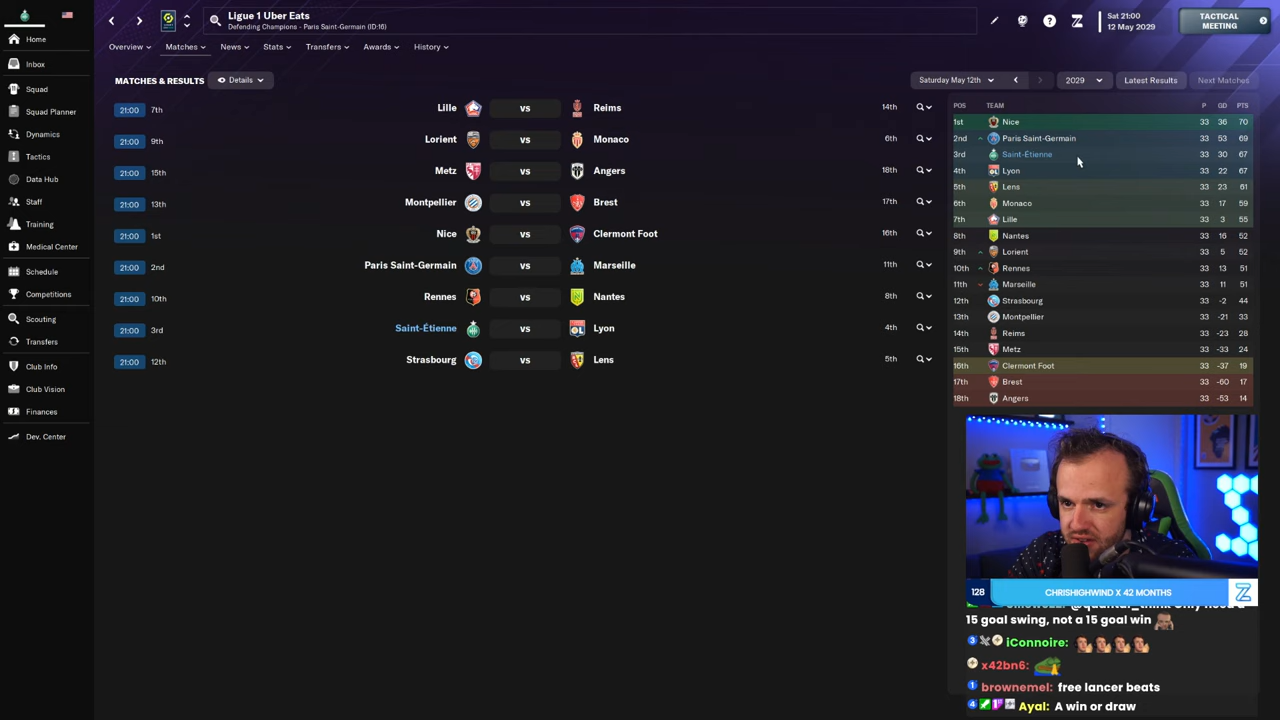 Ligue 1 Uber Eats
Defending Champions - Paris Saint-Germain (ID:16)
Sat 21:00
12 May 2029
TACTICAL
MEETING
Home
Inbox
Squad
Squad Planner
Dynamics
Tactics
Data Hub
Staff
Training
Medical Center
Schedule
Competitions
Scouting
Transfers
Club Info
Club Vision
Finances
Dev. Center
Overview Matches News Stats Transfers Awards History
MATCHES & RESULTS Details
Saturday May 12th 2029 Latest Results Next Matches
21:00 7th Lille vs Reims 14th
21:00 9th Lorient vs Monaco 6th
21:00 15th Metz vs Angers 18th
21:00 13th Montpellier vs Brest 17th
21:00 1st Nice vs Clermont Foot 16th
21:00 2nd Paris Saint-Germain vs Marseille 11th
21:00 10th Rennes vs Nantes 8th
21:00 3rd Saint-Étienne vs Lyon 4th
21:00 12th Strasbourg vs Lens 5th
POS TEAM P GD PTS
1st Nice 33 36 70
2nd Paris Saint-Germain 33 53 69
3rd Saint-Étienne 33 30 67
4th Lyon 33 22 67
5th Lens 33 23 61
6th Monaco 33 17 59
7th Lille 33 3 55
8th Nantes 33 16 52
9th Lorient 33 5 52
10th Rennes 33 13 51
11th Marseille 33 11 51
12th Strasbourg 33 -2 44
13th Montpellier 33 -21 33
14th Reims 33 -23 28
15th Metz 33 -33 24
16th Clermont Foot 33 -37 19
17th Brest 33 -60 17
18th Angers 33 -53 14
128 CHRISHIGHWIND X 42 MONTHS
15 goal swing, not a 15 goal win
iConnoire:
x42bn6:
brownemel: free lancer beats
Ayal: A win or draw